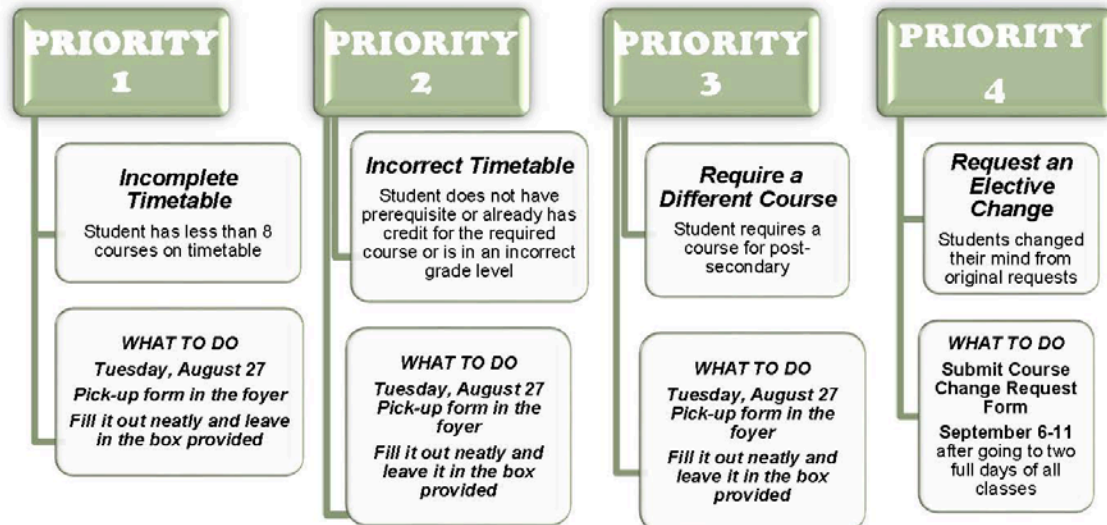 PRIORITY
1
Incomplete
Timetable
Student has less than 8
courses on timetable
WHAT TO DO
Tuesday, August 27
Pick-up form in the foyer
Fill it out neatly and leave
in the box provided
PRIORITY
2
Incorrect Timetable
Student does not have
prerequisite or already has
credit for the required
course or is in an incorrect
grade level
WHAT TO DO
Tuesday, August 27
Pick-up form in the
foyer
Fill it out neatly and
leave it in the box
provided
PRIORITY
3
Require a
Different Course
Student requires a
course for post-
secondary
WHAT TO DO
Tuesday, August 27
Pick-up form in the
foyer
Fill it out neatly and
leave it in the box
provided
PRIORITY
4
Request an
Elective
Change
Students changed
their mind from
original requests
WHAT TO DO
Submit Course
Change Request
Form
September 6-11
after going to two
full days of all
classes